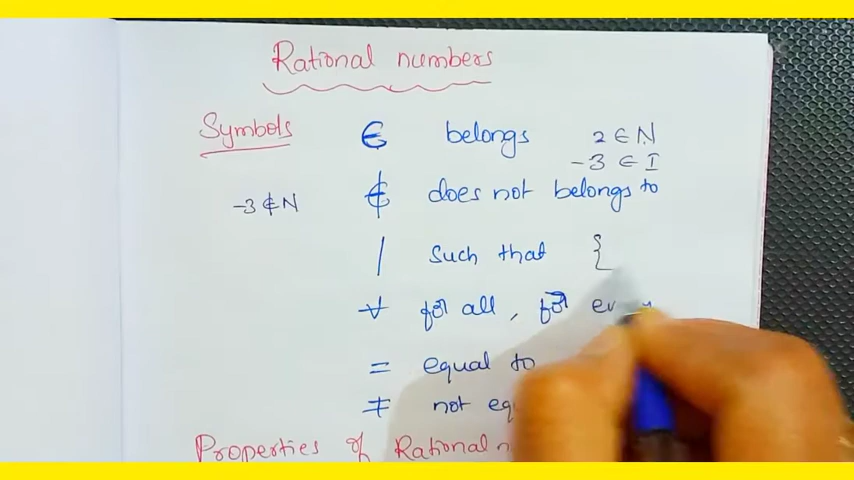 Rational numbers
Symbols ∈ belongs 2 ∈ N
-3 ∈ I
-3 ∉ N ∉ does not belongs to
| Such that {
∀ for all, for
= equal to
≠ not
Properties of Rational